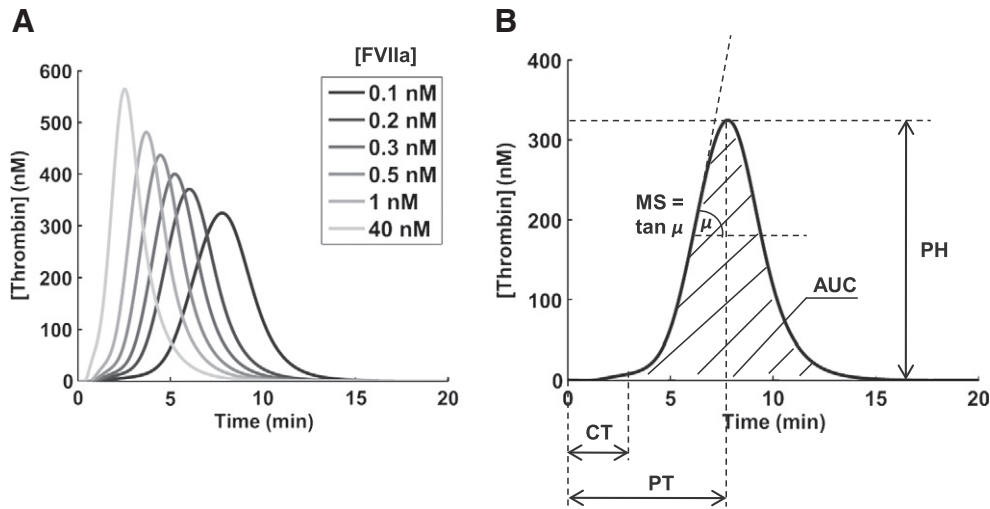 A
[FVIIa]
0.1 nM
0.2 nM
0.3 nM
0.5 nM
1 nM
40 nM
[Thrombin] (nM)
600
500
400
300
200
100
0
0
5
10
15
20
Time (min)
B
[Thrombin] (nM)
400
300
200
100
0
0
5
10
15
20
Time (min)
MS =
tan μ
μ
AUC
PH
CT
PT